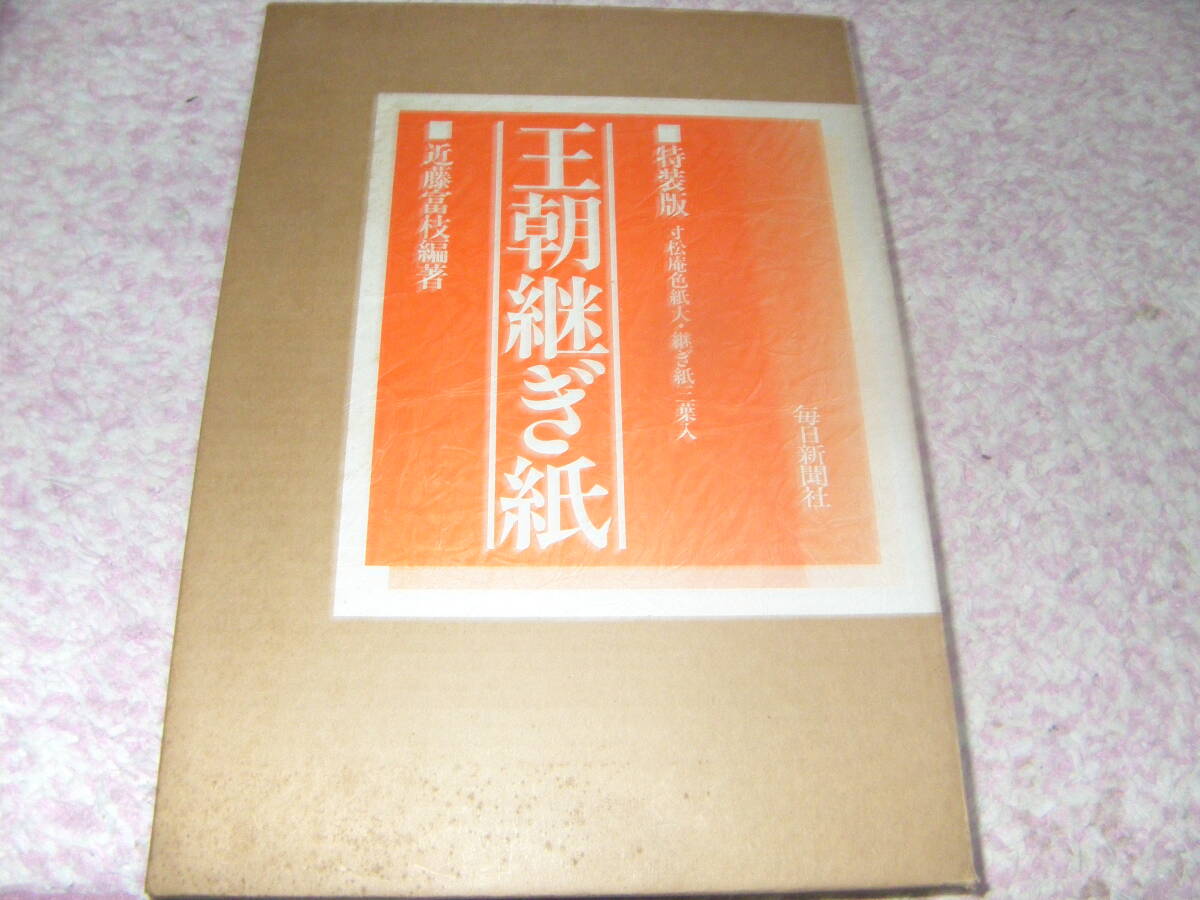 毎日新聞社
■特装版 寸松庵色紙大・継ぎ紙三葉入
王朝継ぎ紙
■近藤富枝編著